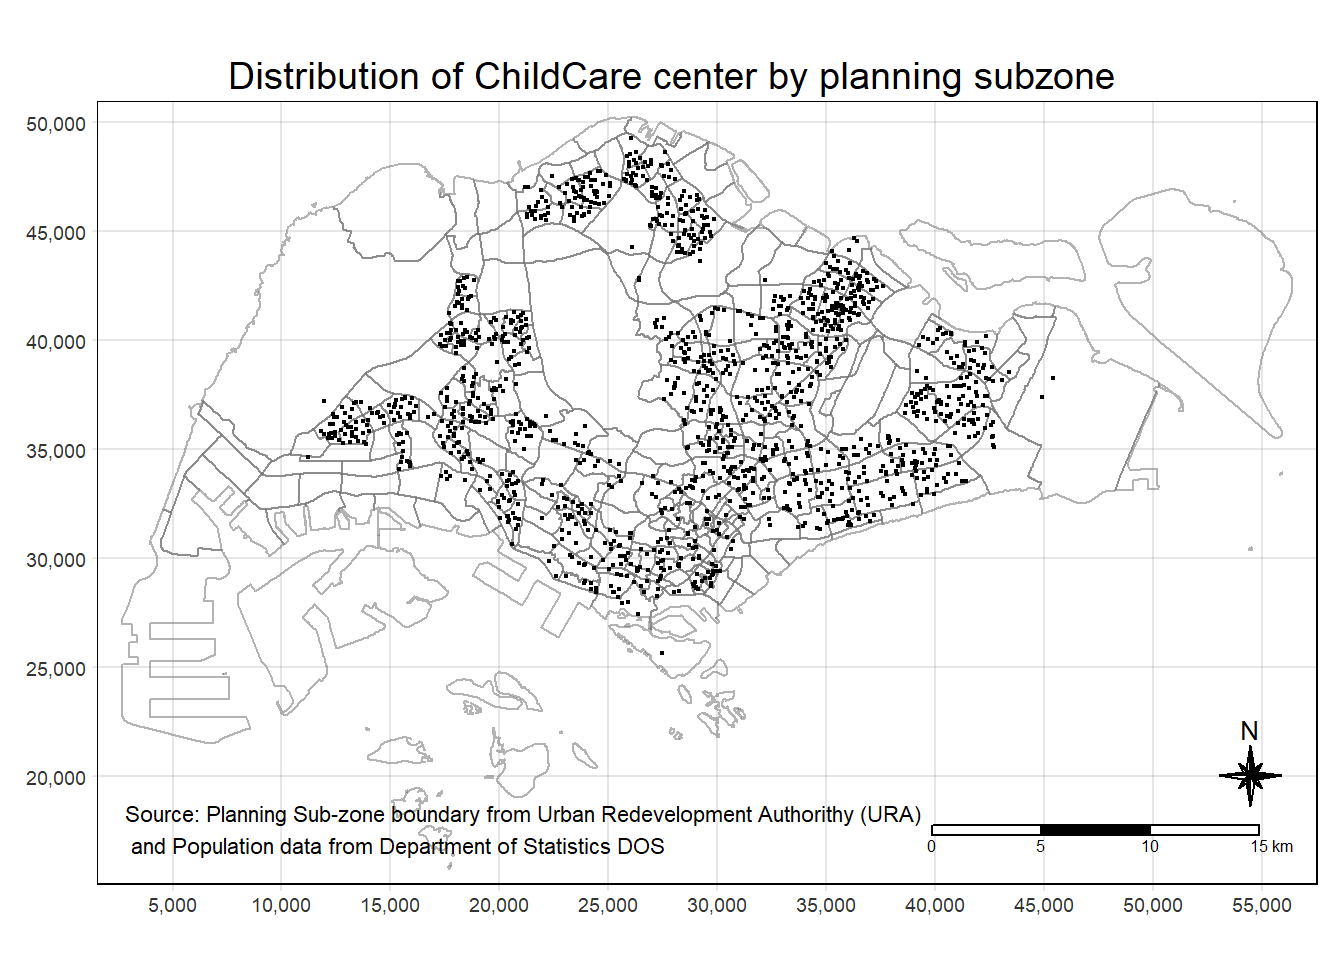 Distribution of ChildCare center by planning subzone
50,000
45,000
40,000
35,000
30,000
25,000
20,000
N
Source: Planning Sub-zone boundary from Urban Redevelopment Authorithy (URA)
and Population data from Department of Statistics DOS
0 5 10 15 km
5,000 10,000 15,000 20,000 25,000 30,000 35,000 40,000 45,000 50,000 55,000